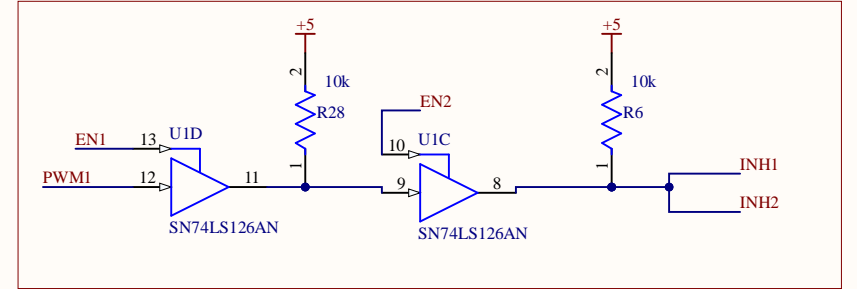 +5
+5
2
10k
R28
1
2
10k
R6
1
EN1
13
U1D
PWM1
12
11
SN74LS126AN
EN2
10
U1C
9
8
SN74LS126AN
INH1
INH2